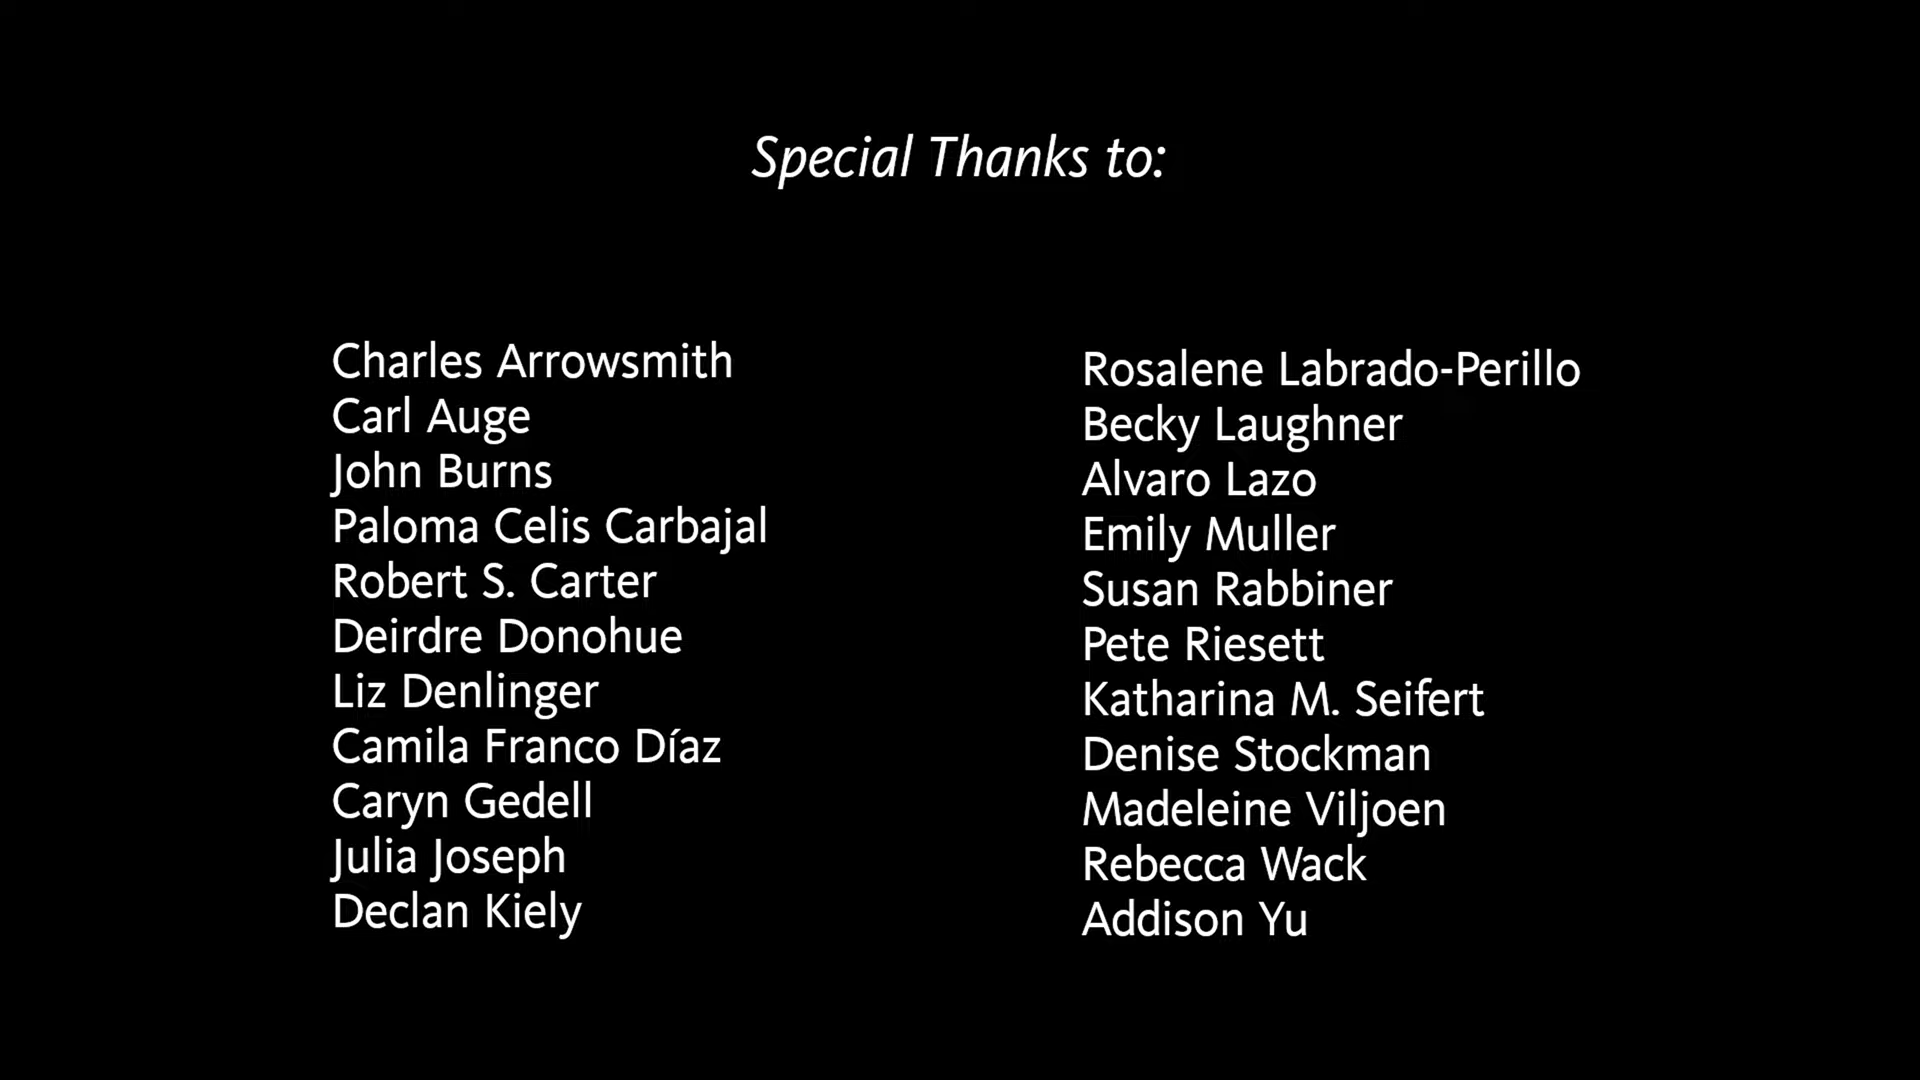 Special Thanks to:
Charles Arrowsmith
Carl Auge
John Burns
Paloma Celis Carbajal
Robert S. Carter
Deirdre Donohue
Liz Denlinger
Camila Franco Díaz
Caryn Gedell
Julia Joseph
Declan Kiely
Rosalene Labrado-Perillo
Becky Laughner
Alvaro Lazo
Emily Muller
Susan Rabbiner
Pete Riesett
Katharina M. Seifert
Denise Stockman
Madeleine Viljoen
Rebecca Wack
Addison Yu